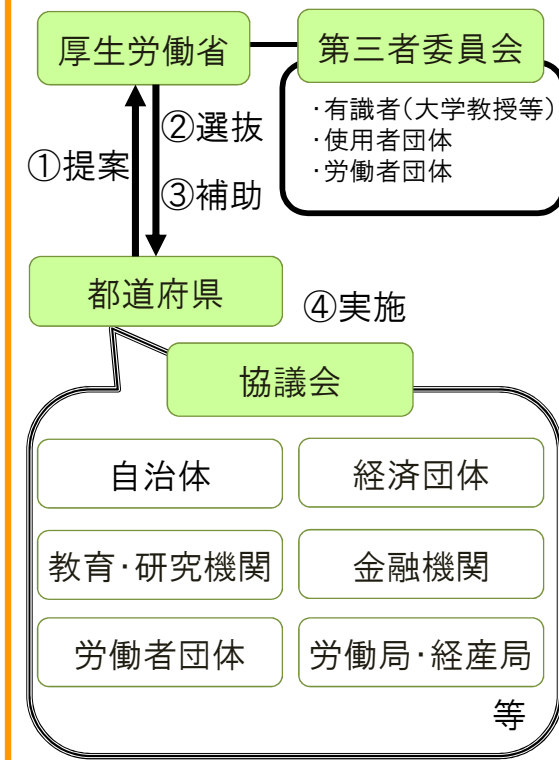 厚生労働省
第三者委員会
・有識者(大学教授等)
・使用者団体
・労働者団体
①提案
②選抜
③補助
都道府県
④実施
協議会
自治体
経済団体
教育・研究機関
金融機関
労働者団体
労働局・経産局
等